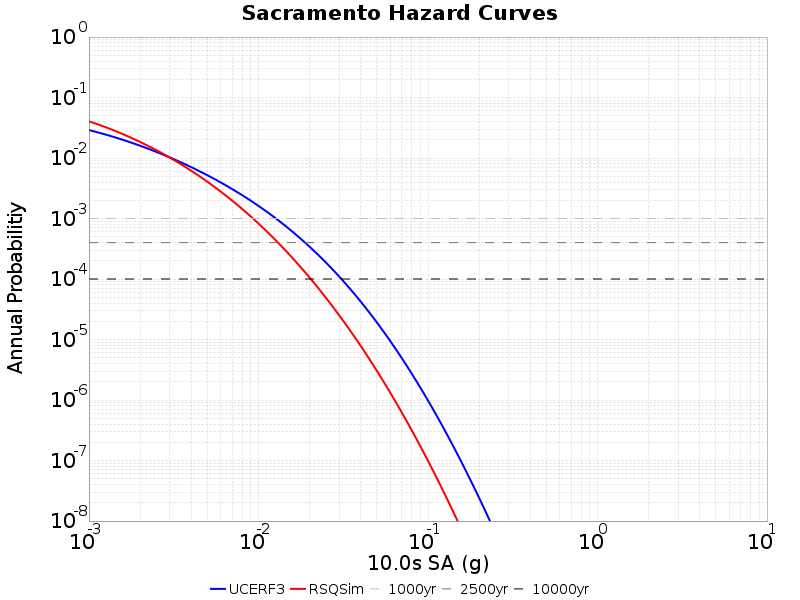 Sacramento Hazard Curves
Annual Probabilitiy
10^0
10^-1
10^-2
10^-3
10^-4
10^-5
10^-6
10^-7
10^-8
10^-3 10^-2 10^-1 10^0 10^1
10.0s SA (g)
UCERF3 RSQSim 1000yr 2500yr 10000yr